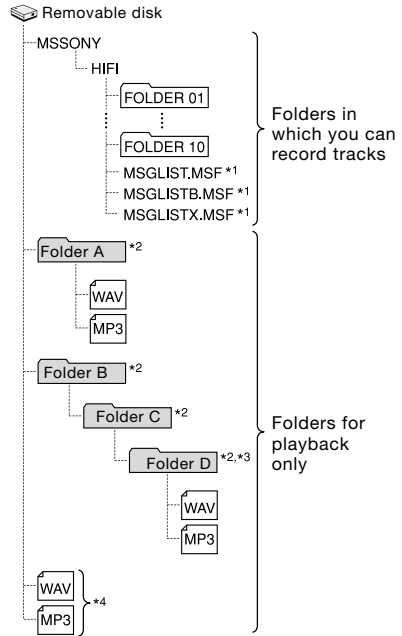 Removable disk
MSSONY
HIFI
FOLDER 01
FOLDER 10
MSGLIST.MSF *1
MSGLISTB.MSF *1
MSGLISTX.MSF *1
Folders in
which you can
record tracks
Folder A *2
WAV
MP3
Folder B *2
Folder C *2
Folder D *2,*3
WAV
MP3
Folders for
playback
only
WAV
MP3
*4